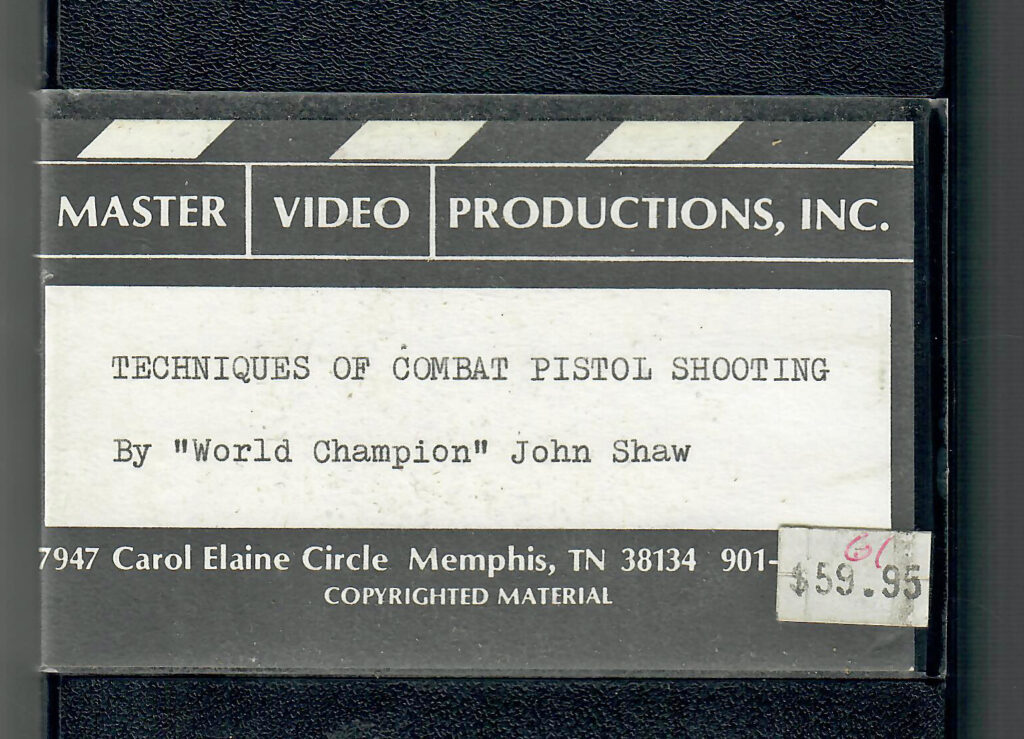 MASTER VIDEO PRODUCTIONS, INC.
TECHNIQUES OF COMBAT PISTOL SHOOTING
By "World Champion" John Shaw
7947 Carol Elaine Circle Memphis, TN 38134 901-
COPYRIGHTED MATERIAL
$59.95